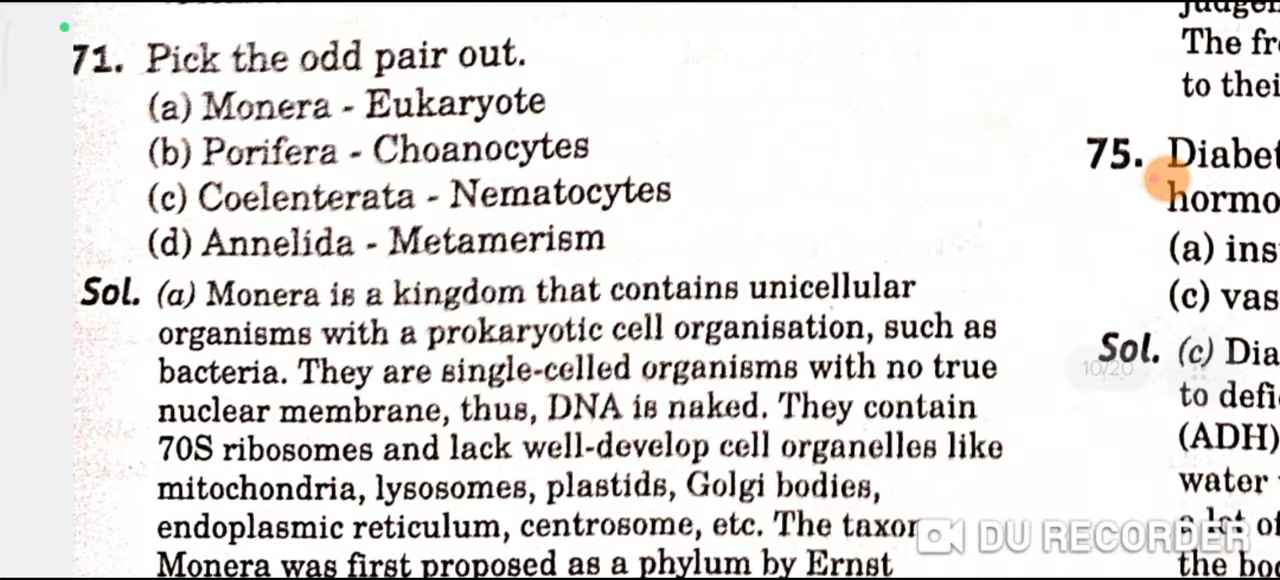 71. Pick the odd pair out.
(a) Monera - Eukaryote
(b) Porifera - Choanocytes
(c) Coelenterata - Nematocytes
(d) Annelida - Metamerism
Sol. (a) Monera is a kingdom that contains unicellular
organisms with a prokaryotic cell organisation, such as
bacteria. They are single-celled organisms with no true
nuclear membrane, thus, DNA is naked. They contain
70S ribosomes and lack well-develop cell organelles like
mitochondria, lysosomes, plastids, Golgi bodies,
endoplasmic reticulum, centrosome, etc. The taxon
Monera was first proposed as a phylum by Ernst
The fr
to thei
75. Diabet
hormo
(a) ins
(c) vas
Sol. (c) Dia
10/20
to defi
(ADH)
water
a lot of
the bo
DU RECORDER